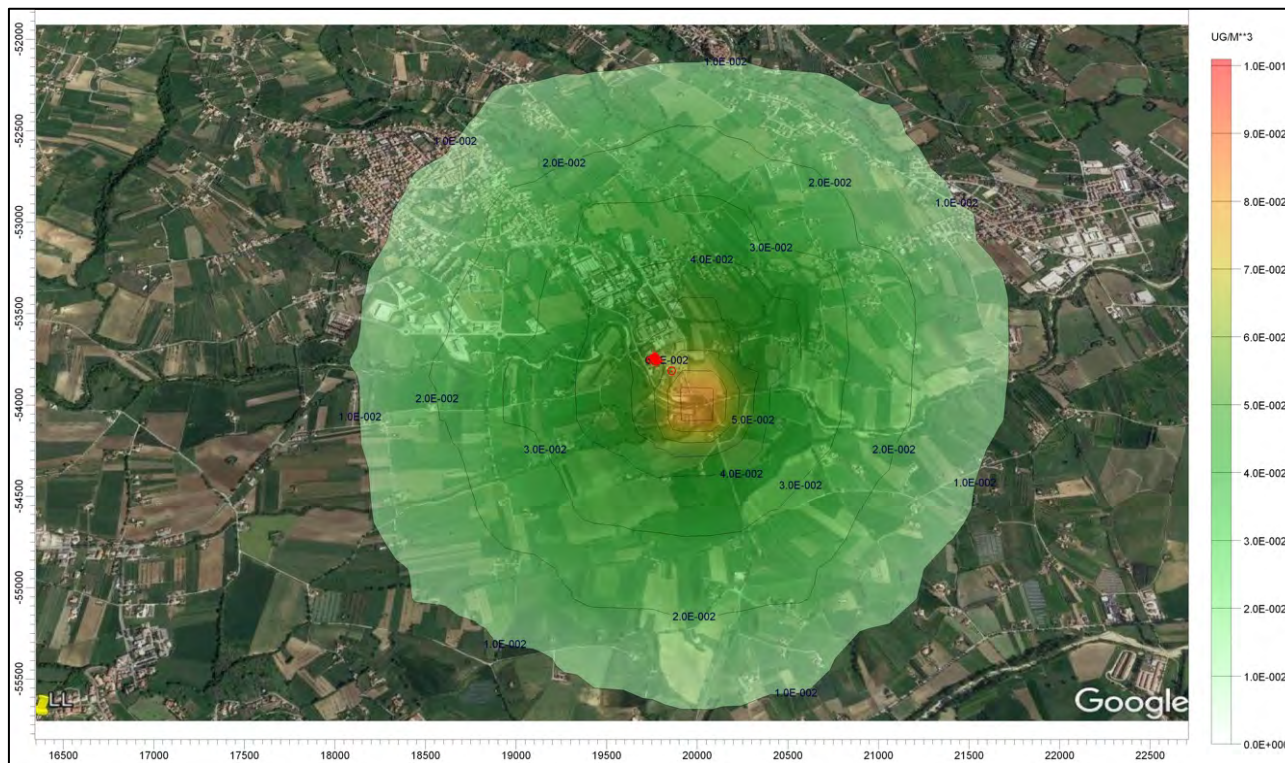 UG/M**3
1.0E-001
9.0E-002
8.0E-002
7.0E-002
6.0E-002
5.0E-002
4.0E-002
3.0E-002
2.0E-002
1.0E-002
0.0E+000
-52000
-52500
-53000
-53500
-54000
-54500
-55000
-55500
1.0E-002
1.0E-002
2.0E-002
2.0E-002
1.0E-002
3.0E-002
4.0E-002
E-002
2.0E-002
1.0E-002
5.0E-002
3.0E-002
2.0E-002
4.0E-002
3.0E-002
1.0E-002
2.0E-002
1.0E-002
1.0E-002
LL
Google
16500 17000 17500 18000 18500 19000 19500 20000 20500 21000 21500 22000 22500